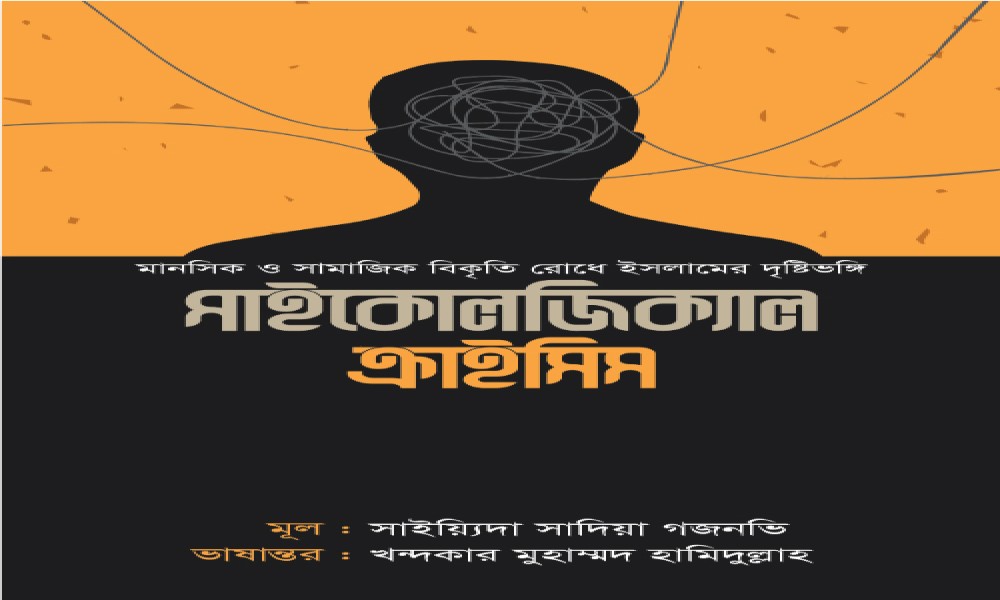 মানসিক ও সামাজিক বিকৃতি রোধে ইসলামের দৃষ্টিভঙ্গি
সাইকোলজিক্যাল
ক্রাইসিস
মূল : সাইয়্যিদা সাদিয়া গজনভি
ভাষান্তর : খন্দকার মুহাম্মদ হামিদুল্লাহ